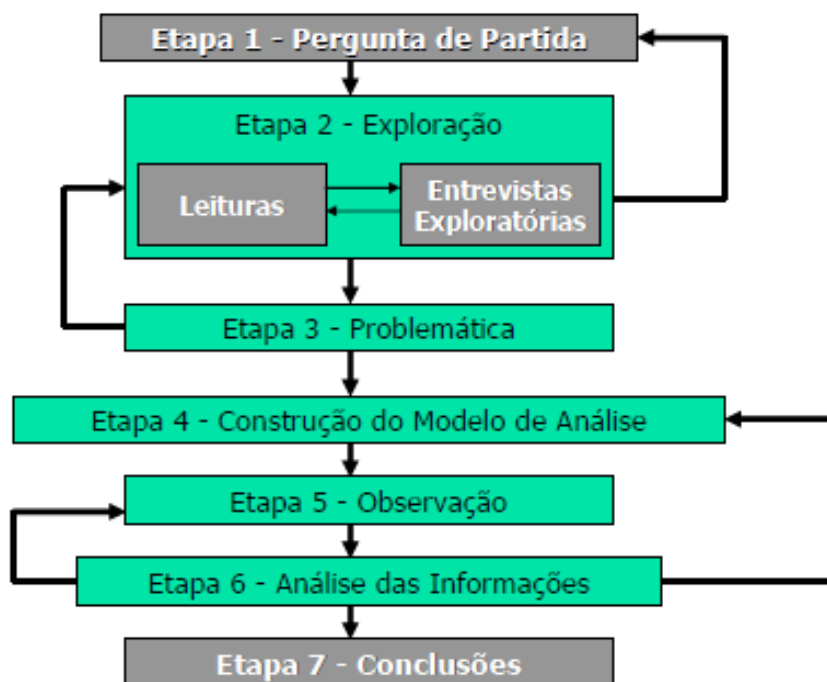 Etapa 1 - Pergunta de Partida
Etapa 2 - Exploração
Leituras
Entrevistas
Exploratórias
Etapa 3 - Problemática
Etapa 4 - Construção do Modelo de Análise
Etapa 5 - Observação
Etapa 6 - Análise das Informações
Etapa 7 - Conclusões